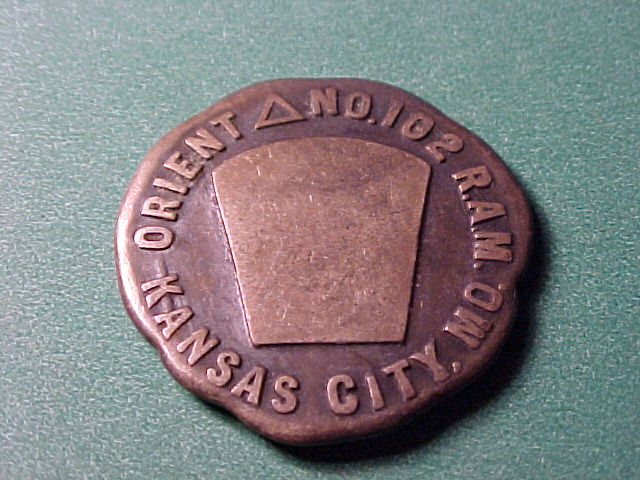 ORIENT △ NO. 102 R.A.M.
KANSAS CITY, MO.